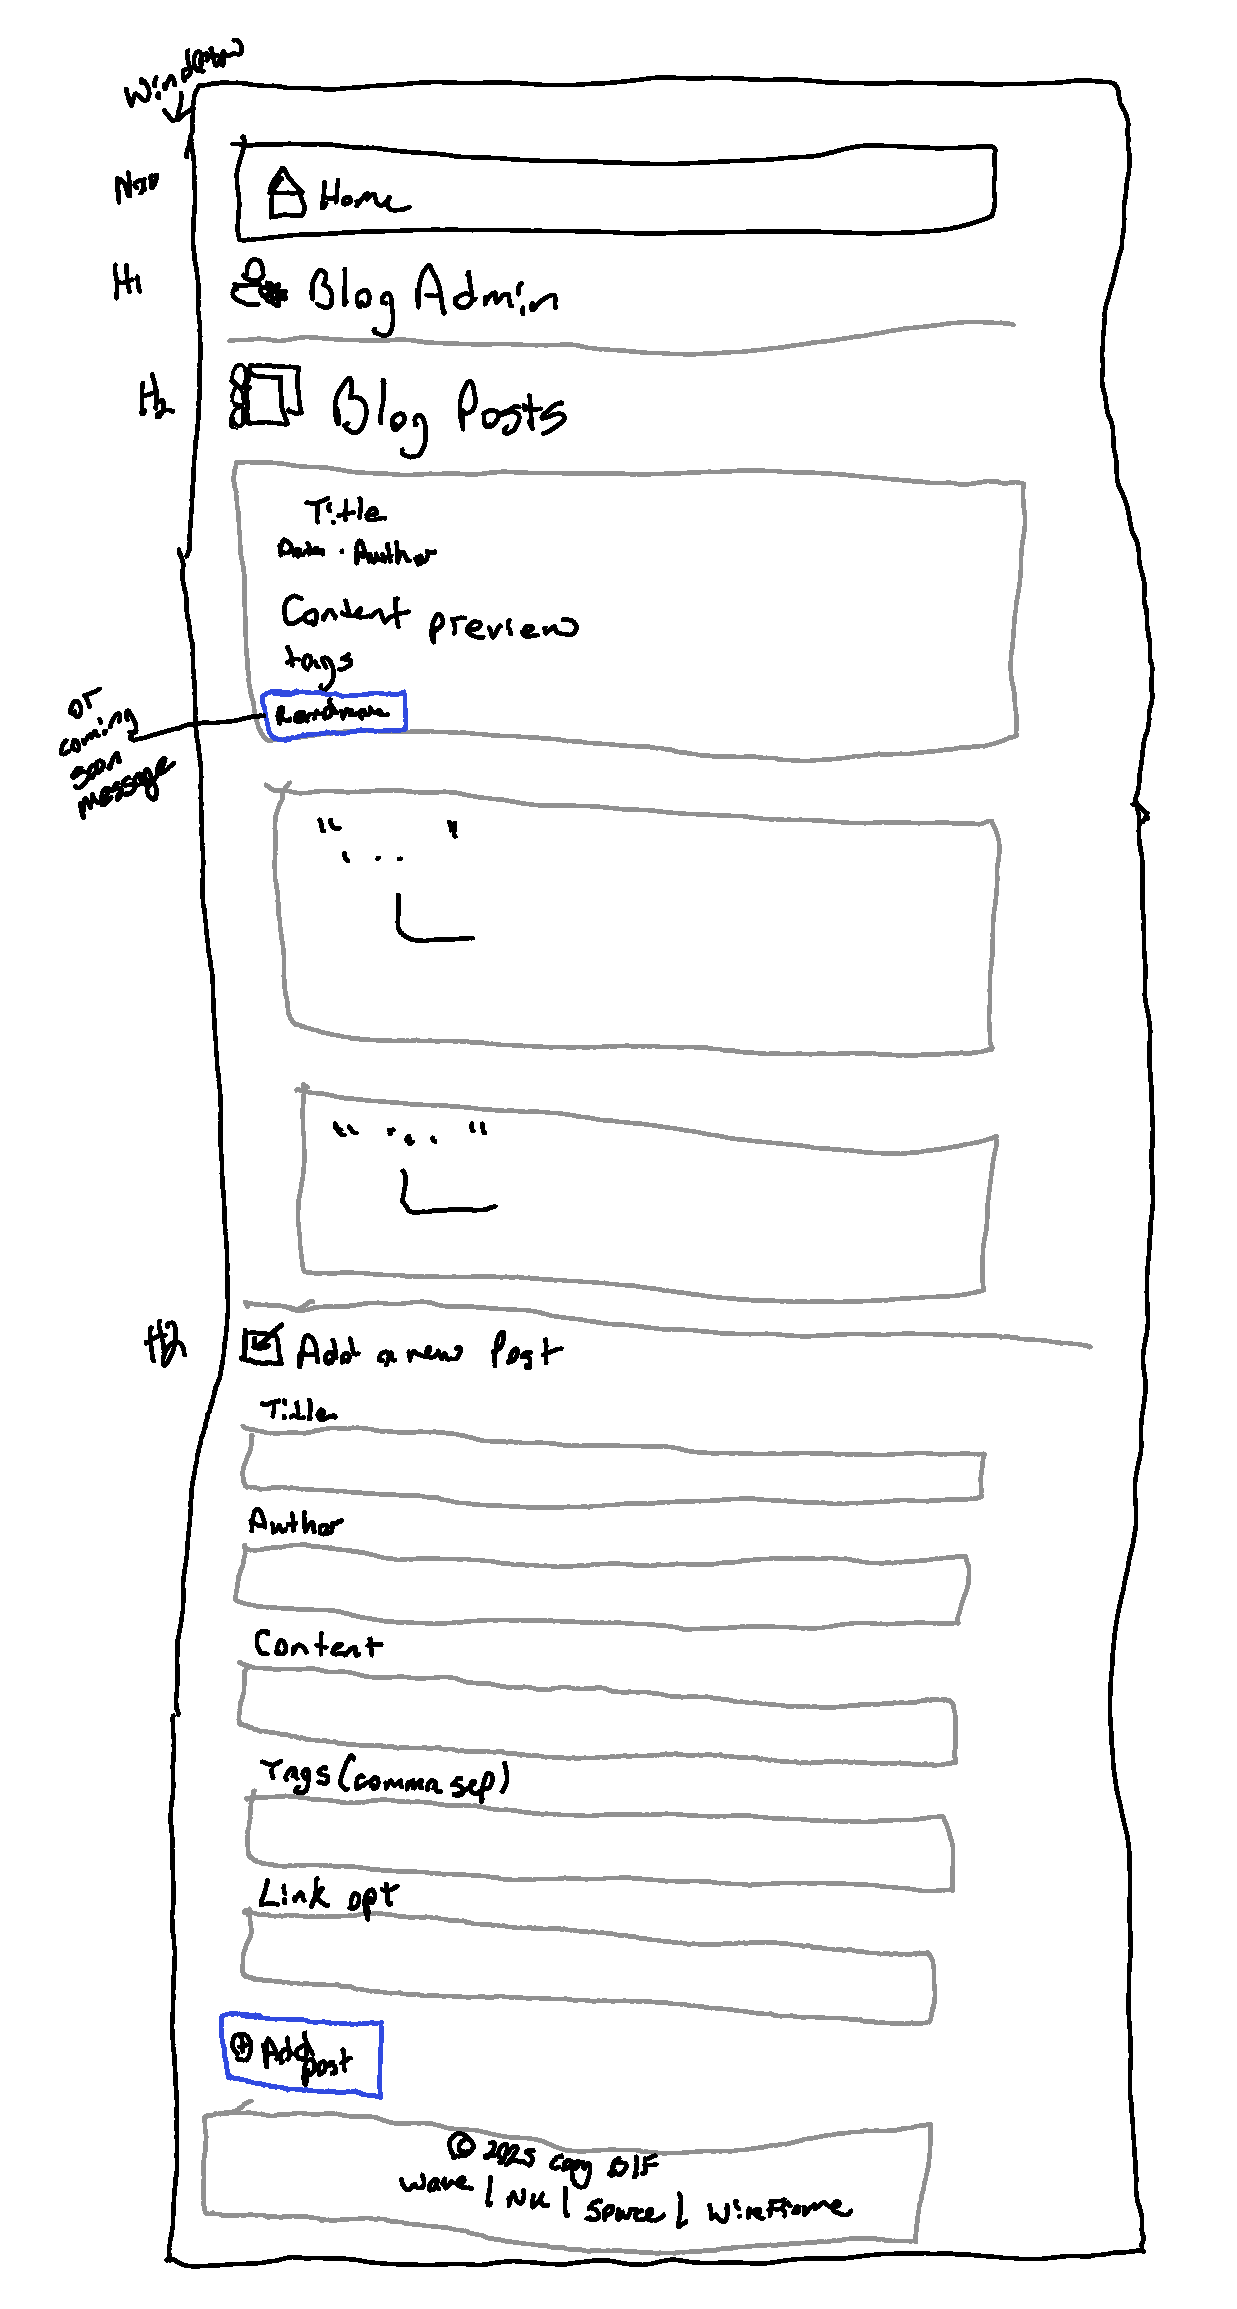 Window
Nav
Home
H1
Blog Admin
H2
Blog Posts
Title
Date · Author
Content preview
tags
Read more
or
coming
soon
message
" ... "
" ... "
H2
Add a new Post
Title
Author
Content
Tags (comma sep)
Link opt
Add
post
© 2025 Copy
Wave | Nu | Source | Wireframe